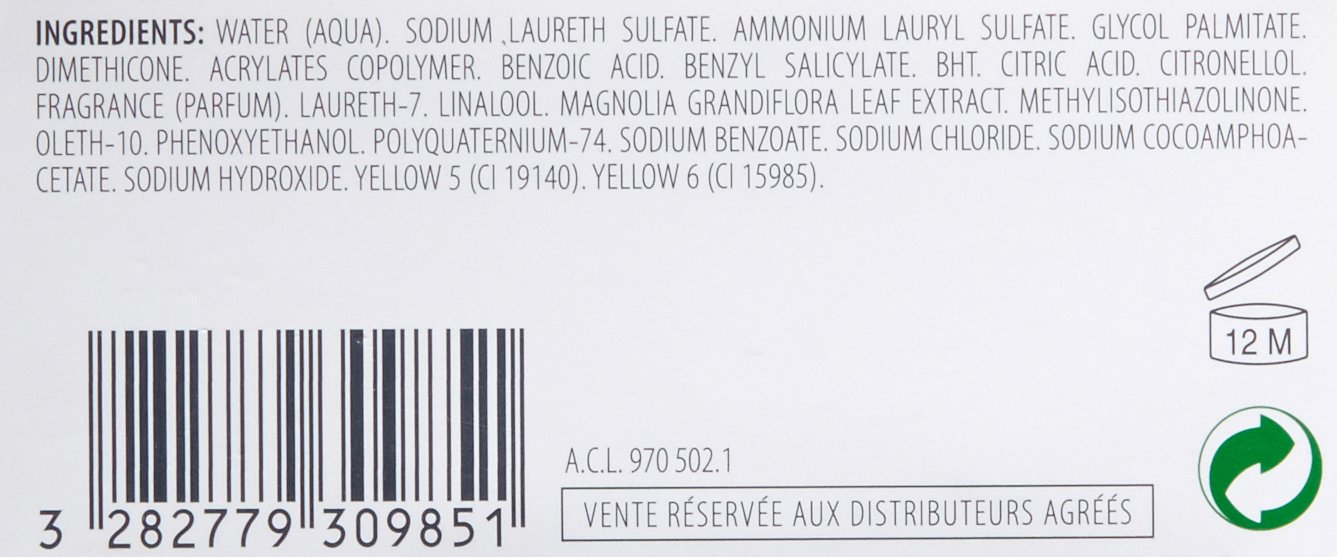 INGREDIENTS: WATER (AQUA). SODIUM LAURETH SULFATE. AMMONIUM LAURYL SULFATE. GLYCOL PALMITATE.
DIMETHICONE. ACRYLATES COPOLYMER. BENZOIC ACID. BENZYL SALICYLATE. BHT. CITRIC ACID. CITRONELLOL.
FRAGRANCE (PARFUM). LAURETH-7. LINALOOL. MAGNOLIA GRANDIFLORA LEAF EXTRACT. METHYLISOTHIAZOLINONE.
OLETH-10. PHENOXYETHANOL. POLYQUATERNIUM-74. SODIUM BENZOATE. SODIUM CHLORIDE. SODIUM COCOAMPHOA-
CETATE. SODIUM HYDROXIDE. YELLOW 5 (CI 19140). YELLOW 6 (CI 15985).
12 M
A.C.L. 970 502.1
VENTE RÉSERVÉE AUX DISTRIBUTEURS AGRÉÉS
3 282779 309851